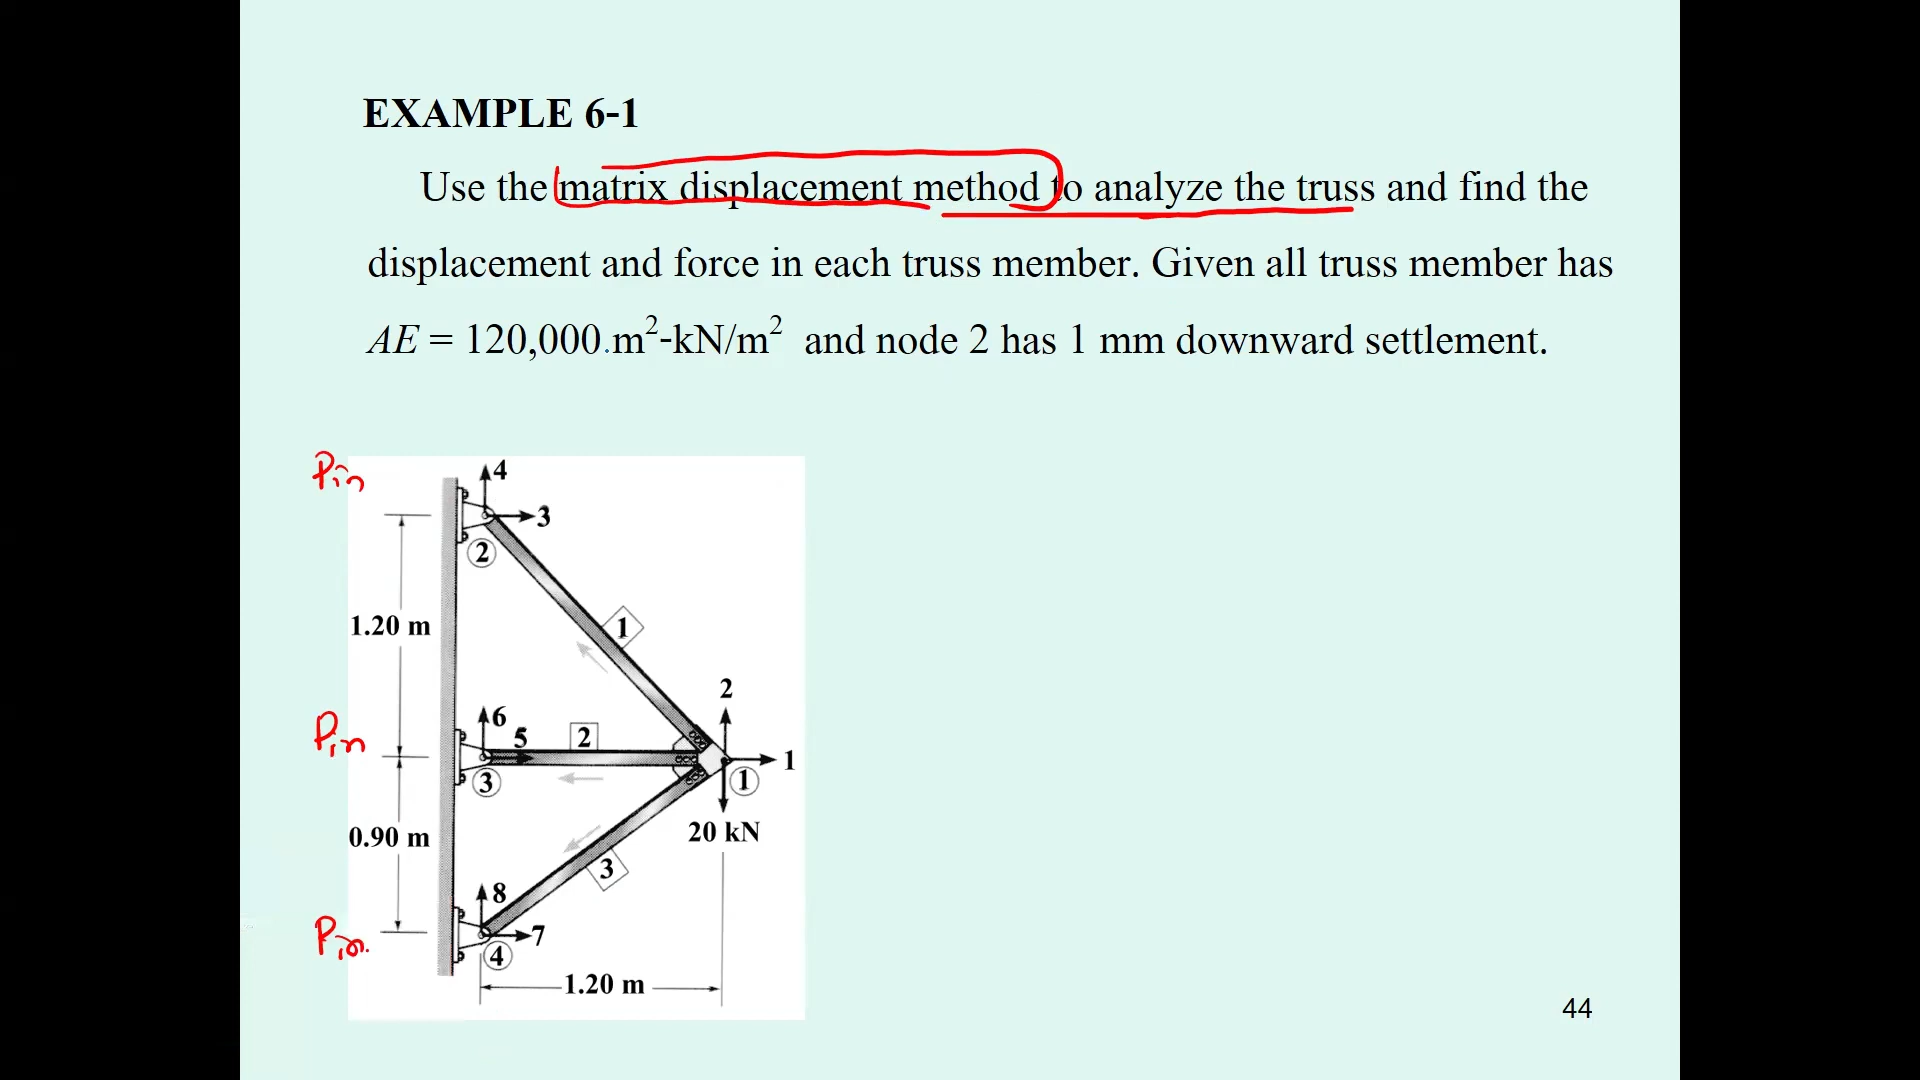 EXAMPLE 6-1
Use the matrix displacement method to analyze the truss and find the
displacement and force in each truss member. Given all truss member has
AE = 120,000.m²-kN/m² and node 2 has 1 mm downward settlement.
Pin
4
3
2
1.20 m
1
2
6
5
2
Pin
1
3
1
0.90 m
20 kN
3
8
Pin.
7
4
1.20 m
44